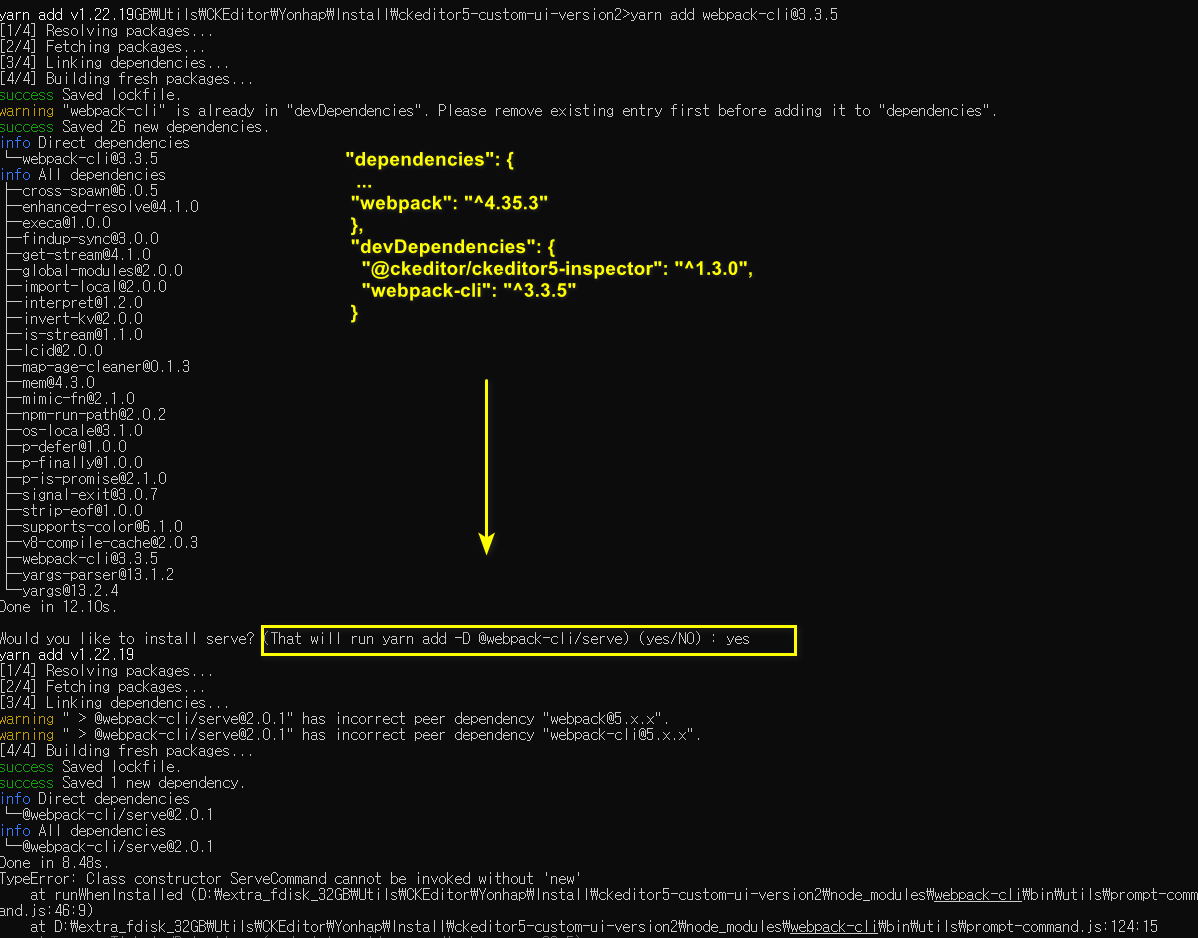 yarn add v1.22.19GB₩Utils₩CKEditor₩Yonhap₩Install₩ckeditor5-custom-ui-version2>yarn add webpack-cli@3.3.5
[1/4] Resolving packages...
[2/4] Fetching packages...
[3/4] Linking dependencies...
[4/4] Building fresh packages...
success Saved lockfile.
warning "webpack-cli" is already in "devDependencies". Please remove existing entry first before adding it to "dependencies".
success Saved 26 new dependencies.
info Direct dependencies
└─webpack-cli@3.3.5
info All dependencies
├─cross-spawn@6.0.5
├─enhanced-resolve@4.1.0
├─execa@1.0.0
├─findup-sync@3.0.0
├─get-stream@4.1.0
├─global-modules@2.0.0
├─import-local@2.0.0
├─interpret@1.2.0
├─invert-kv@2.0.0
├─is-stream@1.1.0
├─lcid@2.0.0
├─map-age-cleaner@0.1.3
├─mem@4.3.0
├─mimic-fn@2.1.0
├─npm-run-path@2.0.2
├─os-locale@3.1.0
├─p-defer@1.0.0
├─p-finally@1.0.0
├─p-is-promise@2.1.0
├─signal-exit@3.0.7
├─strip-eof@1.0.0
├─supports-color@6.1.0
├─v8-compile-cache@2.0.3
├─webpack-cli@3.3.5
├─yargs-parser@13.1.2
└─yargs@13.2.4
Done in 12.10s.
"dependencies": {
...
"webpack": "^4.35.3"
},
"devDependencies": {
"@ckeditor/ckeditor5-inspector": "^1.3.0",
"webpack-cli": "^3.3.5"
}
Would you like to install serve? (That will run yarn add -D @webpack-cli/serve) (yes/NO) : yes
yarn add v1.22.19
[1/4] Resolving packages...
[2/4] Fetching packages...
[3/4] Linking dependencies...
warning " > @webpack-cli/serve@2.0.1" has incorrect peer dependency "webpack@5.x.x".
warning " > @webpack-cli/serve@2.0.1" has incorrect peer dependency "webpack-cli@5.x.x".
[4/4] Building fresh packages...
success Saved lockfile.
success Saved 1 new dependency.
info Direct dependencies
└─@webpack-cli/serve@2.0.1
info All dependencies
└─@webpack-cli/serve@2.0.1
Done in 8.48s.
TypeError: Class constructor ServeCommand cannot be invoked without 'new'
at runWhenInstalled (D:₩extra_fdisk_32GB₩Utils₩CKEditor₩Yonhap₩Install₩ckeditor5-custom-ui-version2₩node_modules₩webpack-cli₩bin₩utils₩prompt-comm
and.js:46:9)
at D:₩extra_fdisk_32GB₩Utils₩CKEditor₩Yonhap₩Install₩ckeditor5-custom-ui-version2₩node_modules₩webpack-cli₩bin₩utils₩prompt-command.js:124:15